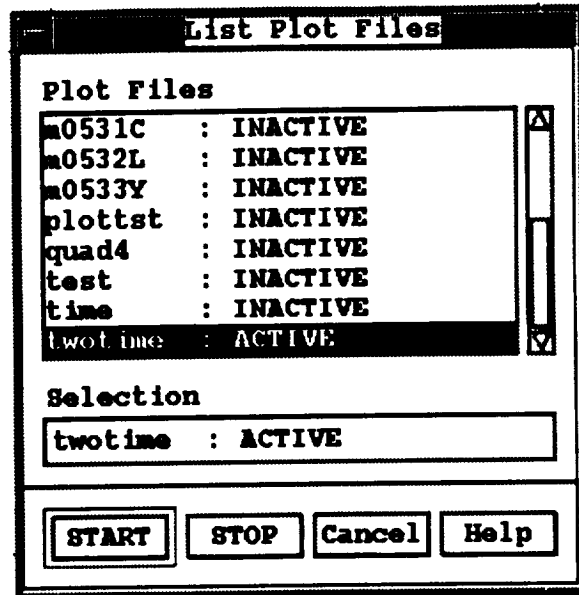 List Plot Files
Plot Files
m0531C : INACTIVE
m0532L : INACTIVE
m0533Y : INACTIVE
plottst : INACTIVE
quad4 : INACTIVE
test : INACTIVE
time : INACTIVE
twotime : ACTIVE
Selection
twotime : ACTIVE
START STOP Cancel Help